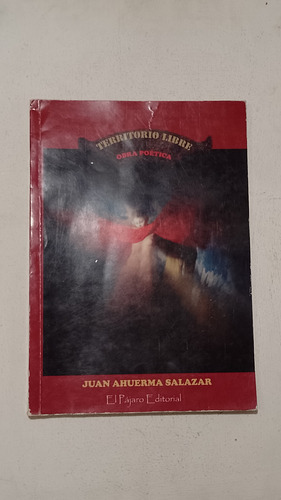 TERRITORIO LIBRE
OBRA POÉTICA
JUAN AHUERMA SALAZAR
El Pájaro Editorial